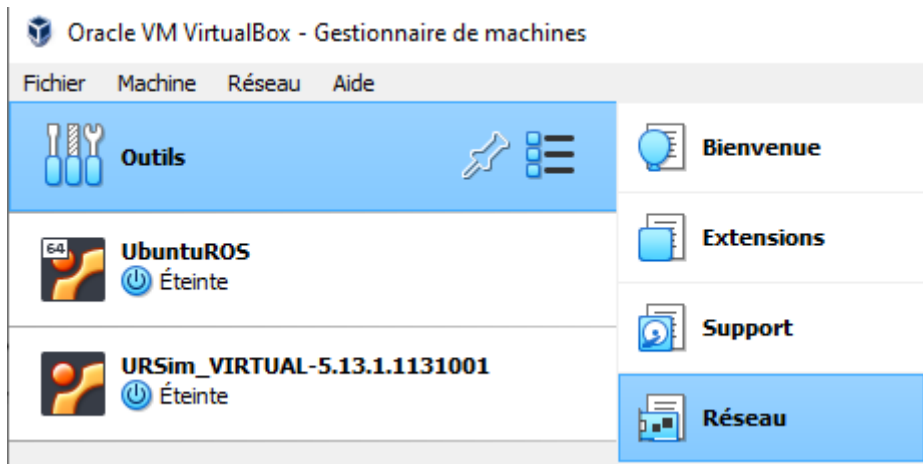 Oracle VM VirtualBox - Gestionnaire de machines
Fichier Machine Réseau Aide
Outils
Bienvenue
Extensions
Support
Réseau
64
UbuntuROS
Éteinte
URSim_VIRTUAL-5.13.1.1131001
Éteinte